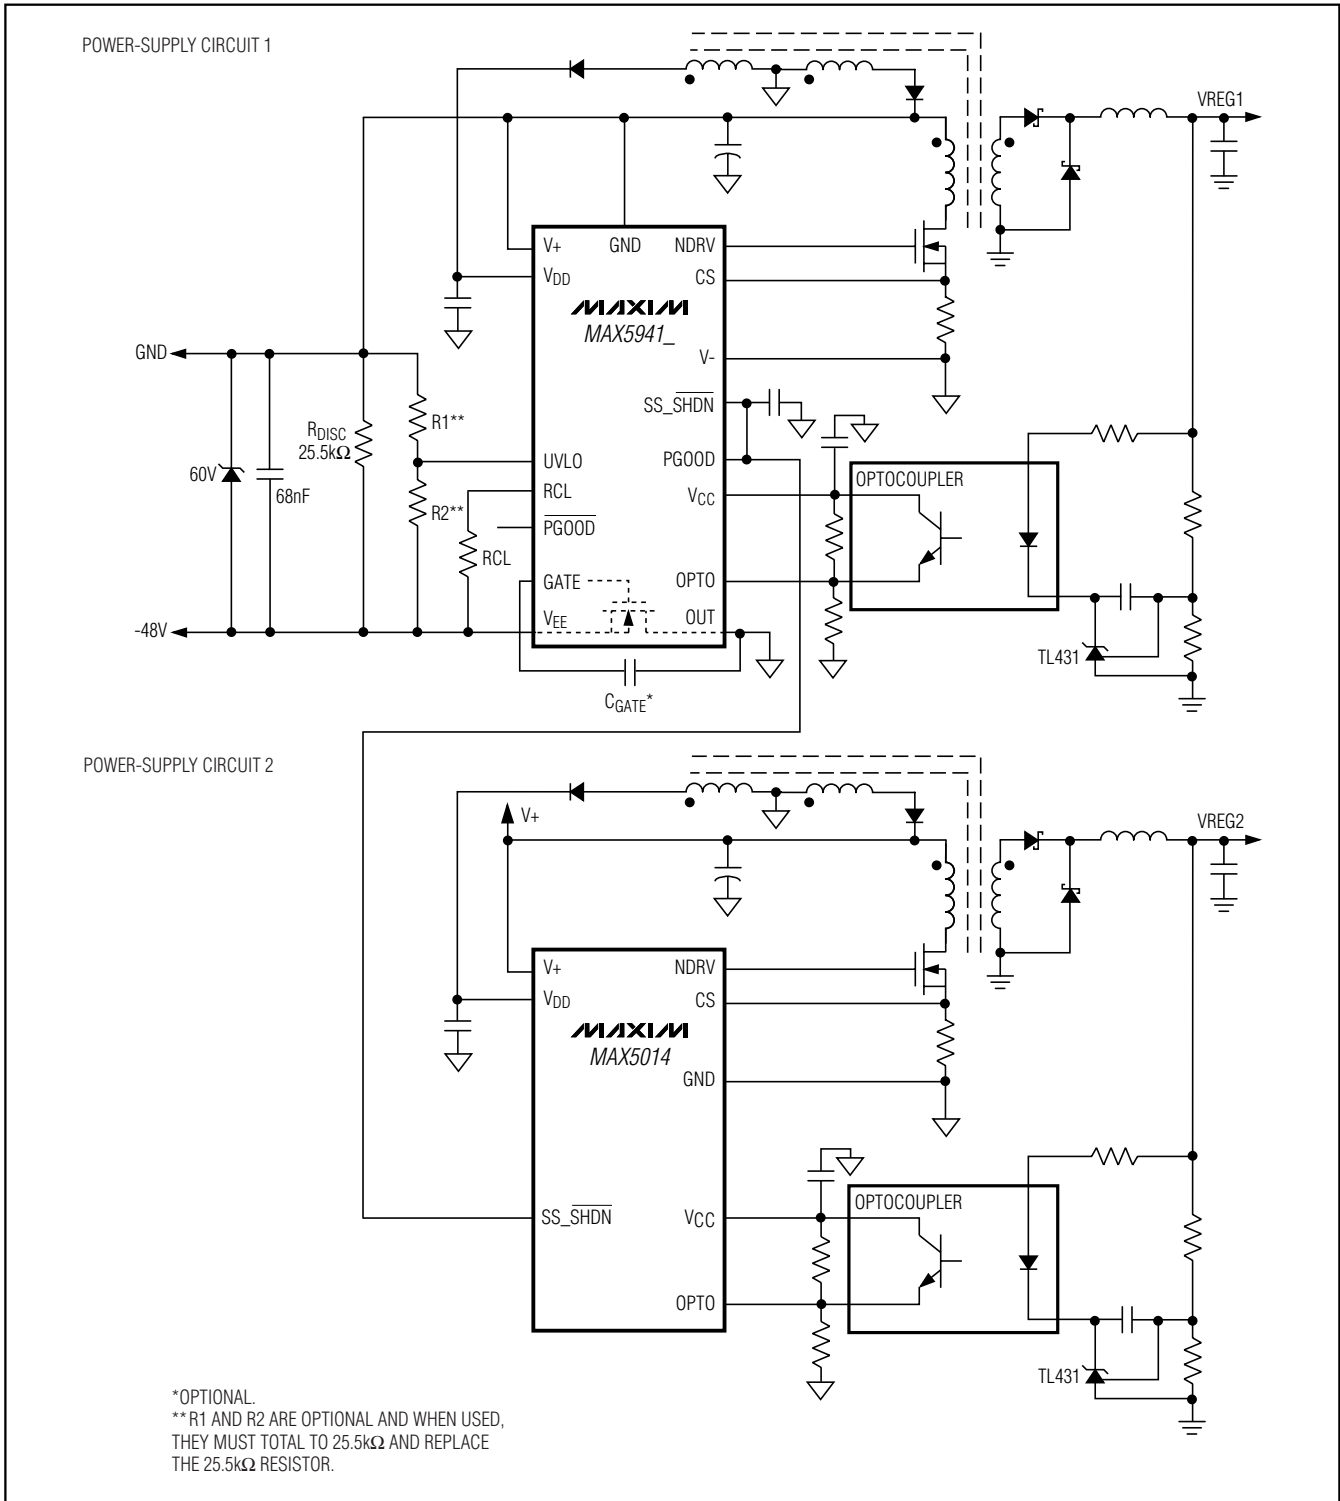 POWER-SUPPLY CIRCUIT 1
VREG1
V+
GND
NDRV
VDD
CS
MAXIM
MAX5941_
GND
V-
SS_SHDN
R1**
RDISC
25.5kΩ
PGOOD
UVLO
OPTOCOUPLER
60V
68nF
RCL
VCC
R2**
PGOOD
RCL
GATE
OPTO
VEE
OUT
-48V
TL431
CGATE*
POWER-SUPPLY CIRCUIT 2
V+
VREG2
V+
NDRV
VDD
CS
MAXIM
MAX5014
GND
OPTOCOUPLER
SS_SHDN
VCC
OPTO
TL431
*OPTIONAL.
**R1 AND R2 ARE OPTIONAL AND WHEN USED,
THEY MUST TOTAL TO 25.5kΩ AND REPLACE
THE 25.5kΩ RESISTOR.